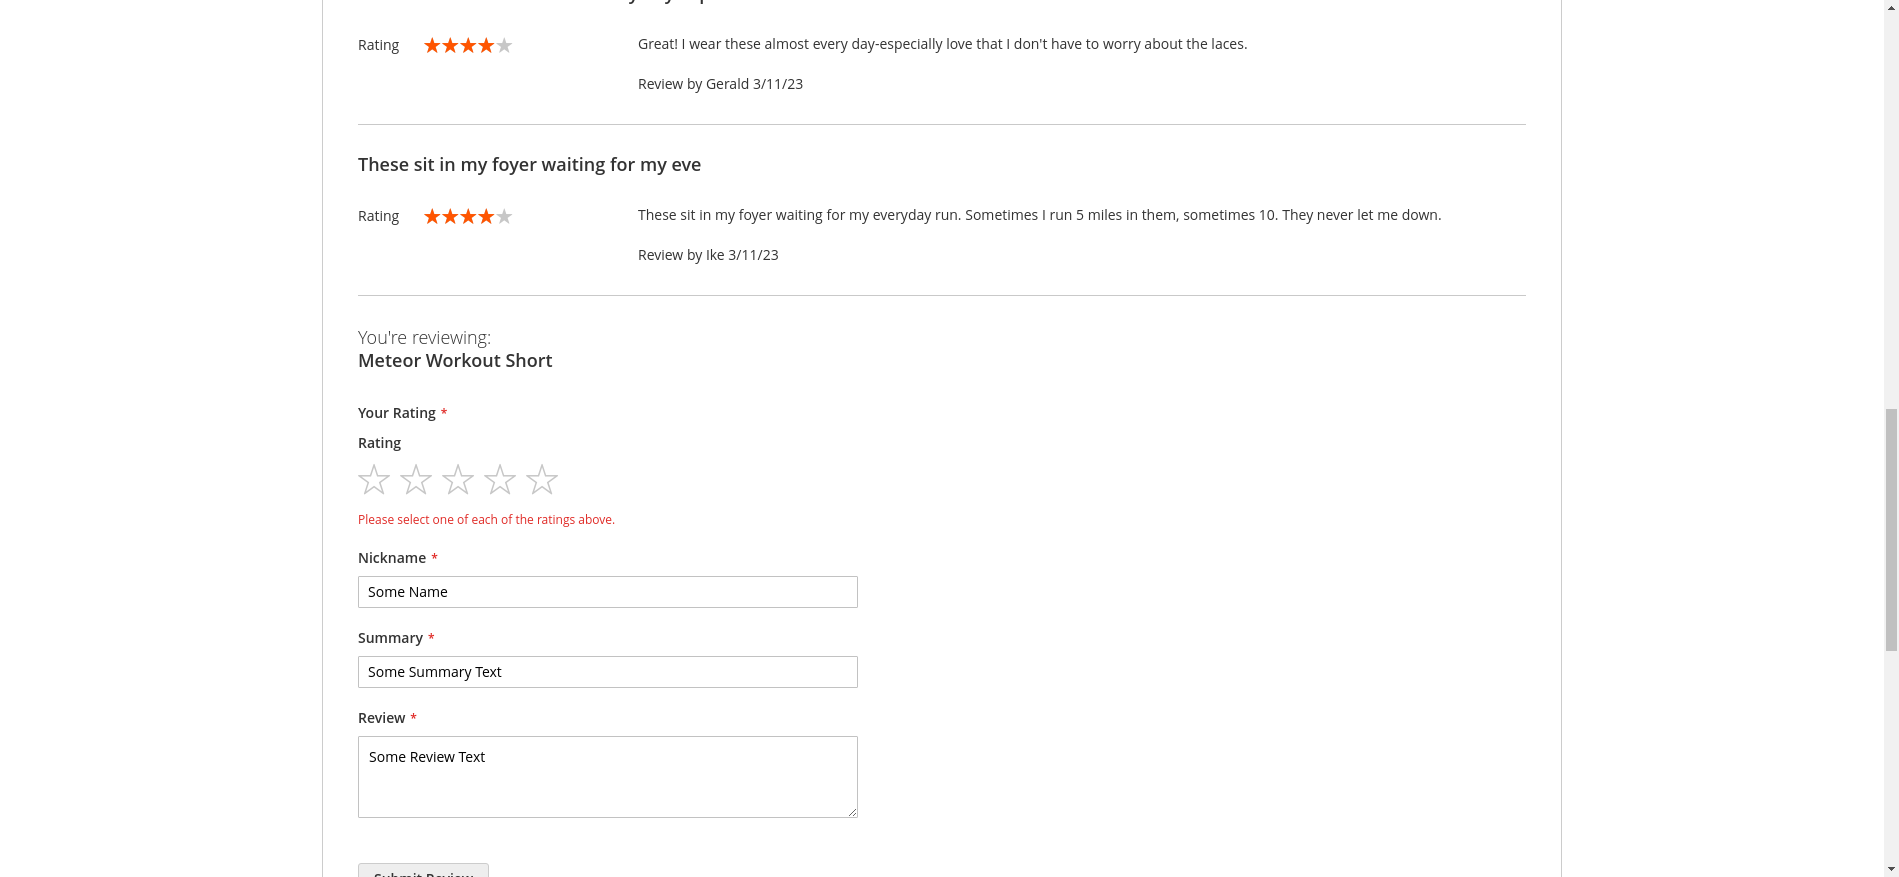 Rating
Great! I wear these almost every day-especially love that I don't have to worry about the laces.
Review by Gerald 3/11/23
These sit in my foyer waiting for my eve
Rating
These sit in my foyer waiting for my everyday run. Sometimes I run 5 miles in them, sometimes 10. They never let me down.
Review by Ike 3/11/23
You're reviewing:
Meteor Workout Short
Your Rating *
Rating
Please select one of each of the ratings above.
Nickname *
Some Name
Summary *
Some Summary Text
Review *
Some Review Text
Submit Review